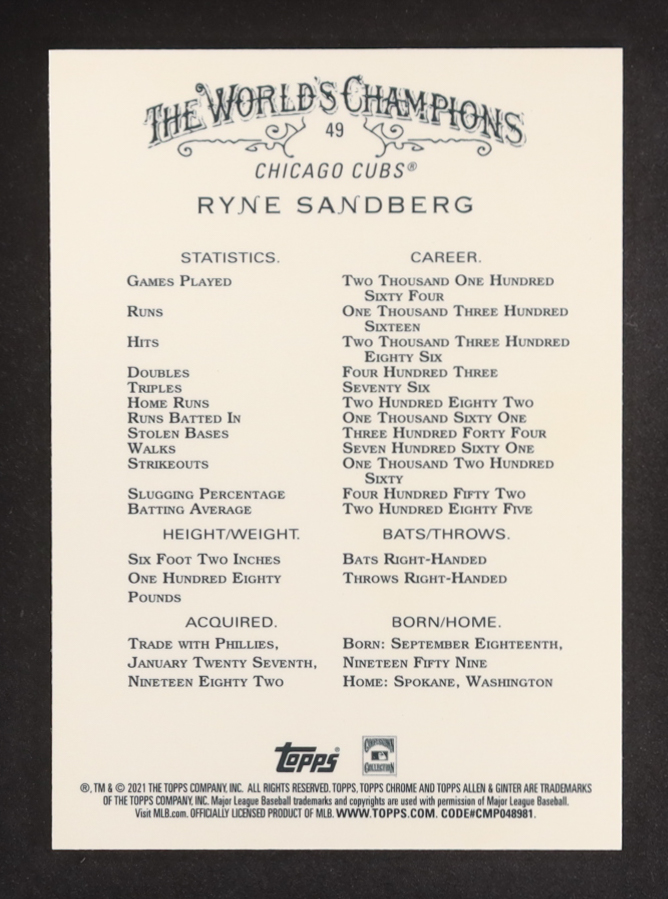 THE WORLD'S CHAMPIONS
49
CHICAGO CUBS®
RYNE SANDBERG
STATISTICS. CAREER.
GAMES PLAYED TWO THOUSAND ONE HUNDRED
SIXTY FOUR
RUNS ONE THOUSAND THREE HUNDRED
SIXTEEN
HITS TWO THOUSAND THREE HUNDRED
EIGHTY SIX
DOUBLES FOUR HUNDRED THREE
TRIPLES SEVENTY SIX
HOME RUNS TWO HUNDRED EIGHTY TWO
RUNS BATTED IN ONE THOUSAND SIXTY ONE
STOLEN BASES THREE HUNDRED FORTY FOUR
WALKS SEVEN HUNDRED SIXTY ONE
STRIKEOUTS ONE THOUSAND TWO HUNDRED
SIXTY
SLUGGING PERCENTAGE FOUR HUNDRED FIFTY TWO
BATTING AVERAGE TWO HUNDRED EIGHTY FIVE
HEIGHT/WEIGHT. BATS/THROWS.
SIX FOOT TWO INCHES BATS RIGHT-HANDED
ONE HUNDRED EIGHTY THROWS RIGHT-HANDED
POUNDS
ACQUIRED. BORN/HOME.
TRADE WITH PHILLIES, BORN: SEPTEMBER EIGHTEENTH,
JANUARY TWENTY SEVENTH, NINETEEN FIFTY NINE
NINETEEN EIGHTY TWO HOME: SPOKANE, WASHINGTON
topps®
COOPERSTOWN
COLLECTION
®, TM & © 2021 THE TOPPS COMPANY, INC. ALL RIGHTS RESERVED. TOPPS, TOPPS CHROME AND TOPPS ALLEN & GINTER ARE TRADEMARKS
OF THE TOPPS COMPANY, INC. Major League Baseball trademarks and copyrights are used with permission of Major League Baseball.
Visit MLB.com. OFFICIALLY LICENSED PRODUCT OF MLB. WWW.TOPPS.COM. CODE#CMP048981.